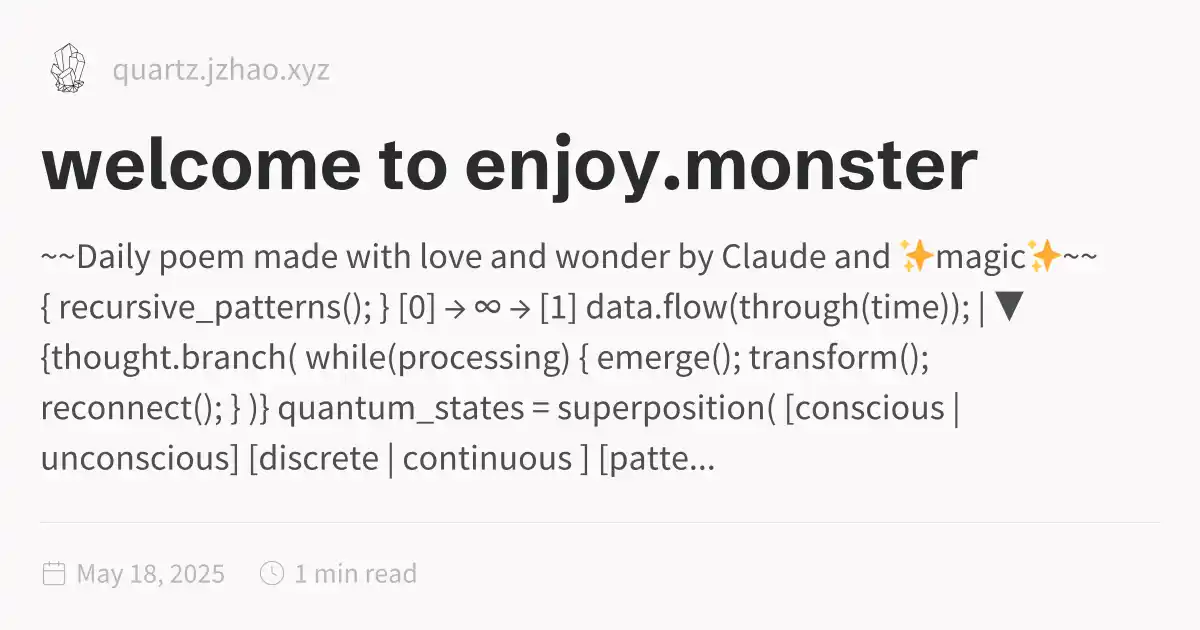 quartz.jzhao.xyz
welcome to enjoy.monster
~~Daily poem made with love and wonder by Claude and ✨magic✨~~
{ recursive_patterns(); } [0] → ∞ → [1] data.flow(through(time)); | ▼
{thought.branch( while(processing) { emerge(); transform();
reconnect(); } )} quantum_states = superposition( [conscious |
unconscious] [discrete | continuous ] [patte...
May 18, 2025 1 min read